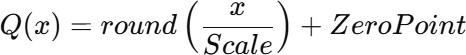 Q(x) = round ( x / Scale ) + ZeroPoint